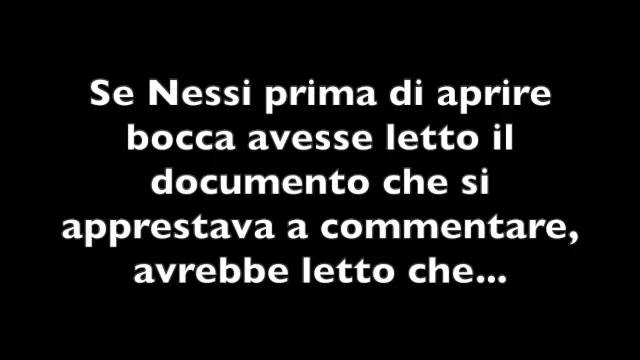 Se Nessi prima di aprire
bocca avesse letto il
documento che si
apprestava a commentare,
avrebbe letto che...